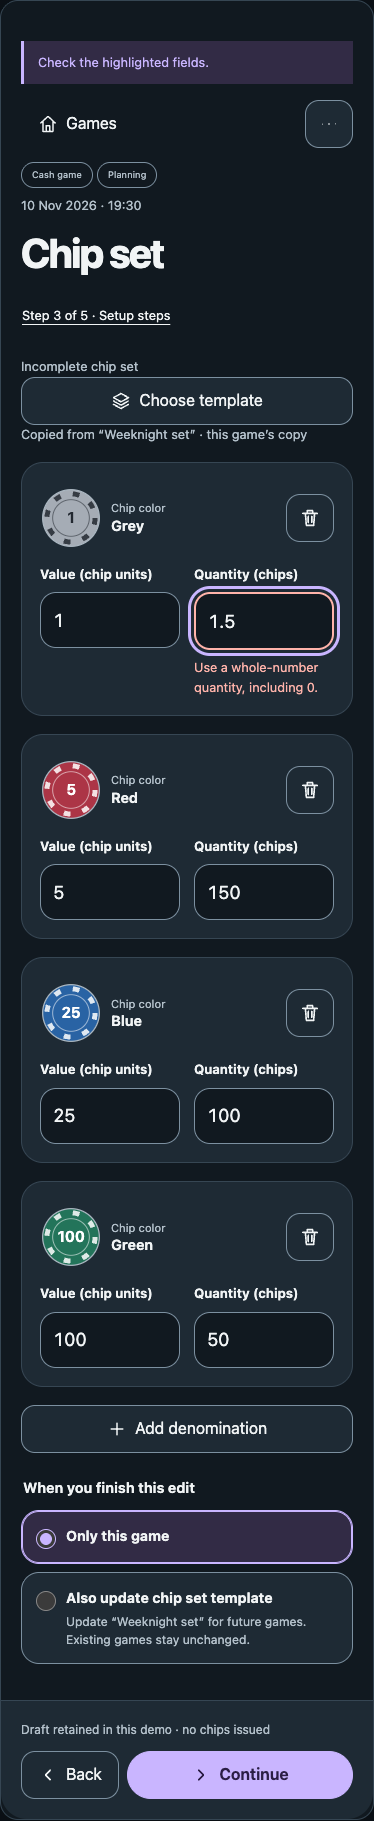 Check the highlighted fields.
Games
Cash game
Planning
10 Nov 2026 · 19:30
Chip set
Step 3 of 5 · Setup steps
Incomplete chip set
Choose template
Copied from “Weeknight set” · this game’s copy
1
Chip color
Grey
Value (chip units)
Quantity (chips)
1
1.5
Use a whole-number
quantity, including 0.
5
Chip color
Red
Value (chip units)
Quantity (chips)
5
150
25
Chip color
Blue
Value (chip units)
Quantity (chips)
25
100
100
Chip color
Green
Value (chip units)
Quantity (chips)
100
50
Add denomination
When you finish this edit
Only this game
Also update chip set template
Update “Weeknight set” for future games.
Existing games stay unchanged.
Draft retained in this demo · no chips issued
Back
Continue